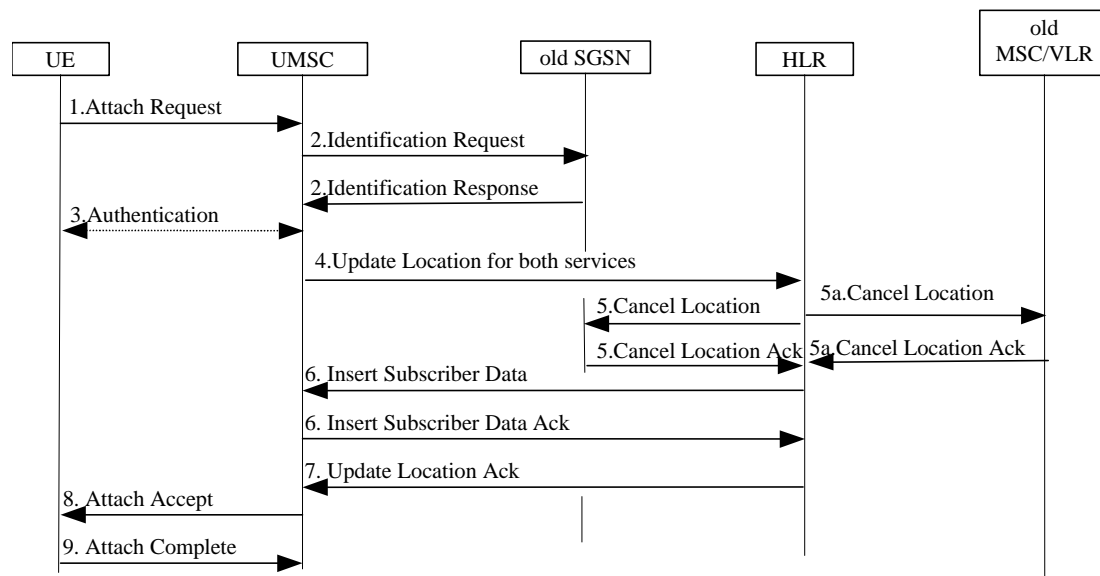 old
MSC/VLR
UE
UMSC
old SGSN
HLR
1.Attach Request
2.Identification Request
2.Identification Response
3.Authentication
4.Update Location for both services
5.Cancel Location
5a.Cancel Location
5.Cancel Location Ack
5a.Cancel Location Ack
6. Insert Subscriber Data
6. Insert Subscriber Data Ack
7. Update Location Ack
8. Attach Accept
9. Attach Complete